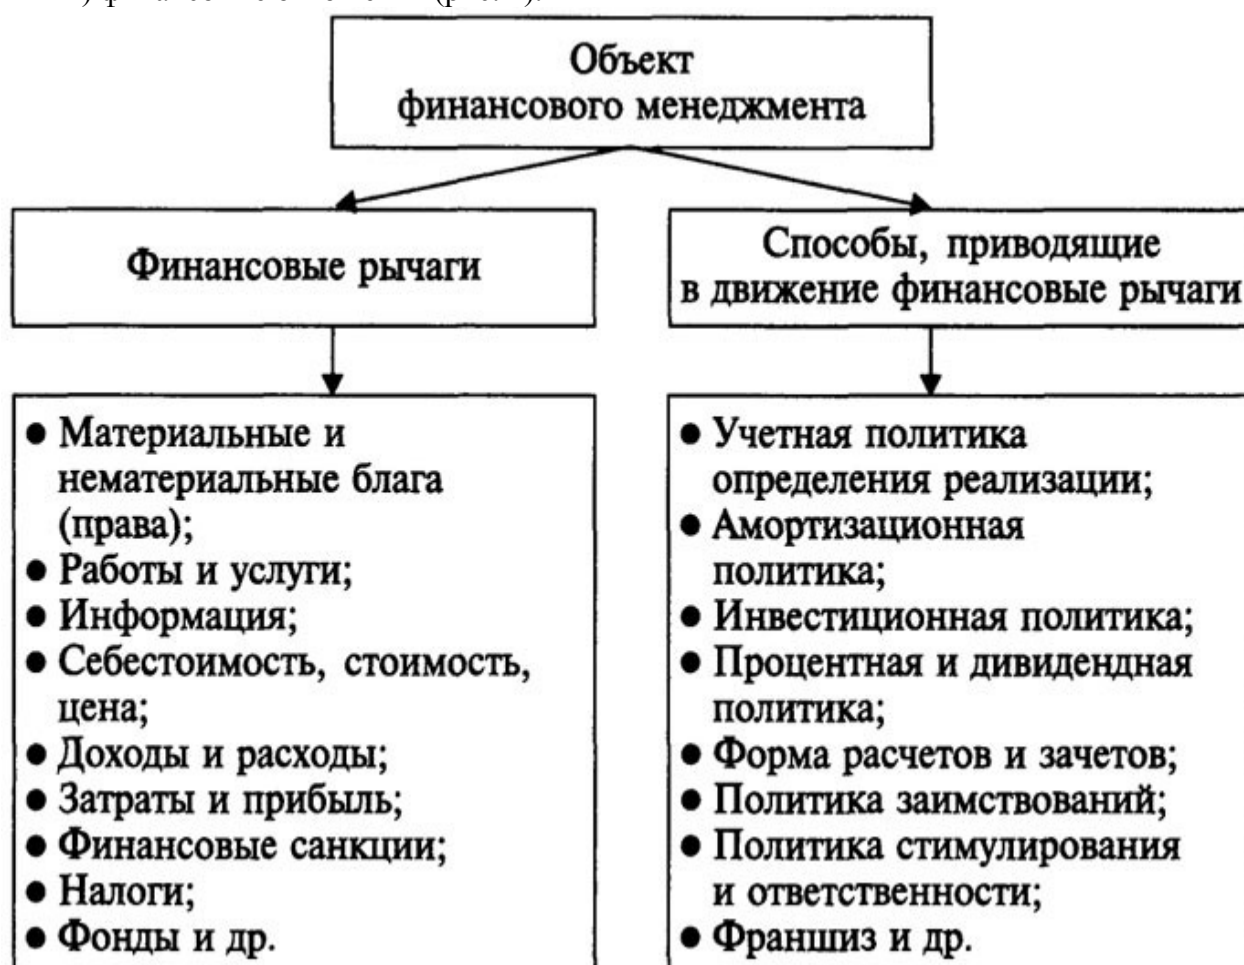 Объект
финансового менеджмента
Финансовые рычаги
Способы, приводящие
в движение финансовые рычаги
● Материальные и
нематериальные блага
(права);
● Работы и услуги;
● Информация;
● Себестоимость, стоимость,
цена;
● Доходы и расходы;
● Затраты и прибыль;
● Финансовые санкции;
● Налоги;
● Фонды и др.
● Учетная политика
определения реализации;
● Амортизационная
политика;
● Инвестиционная политика;
● Процентная и дивидендная
политика;
● Форма расчетов и зачетов;
● Политика заимствований;
● Политика стимулирования
и ответственности;
● Франшиз и др.